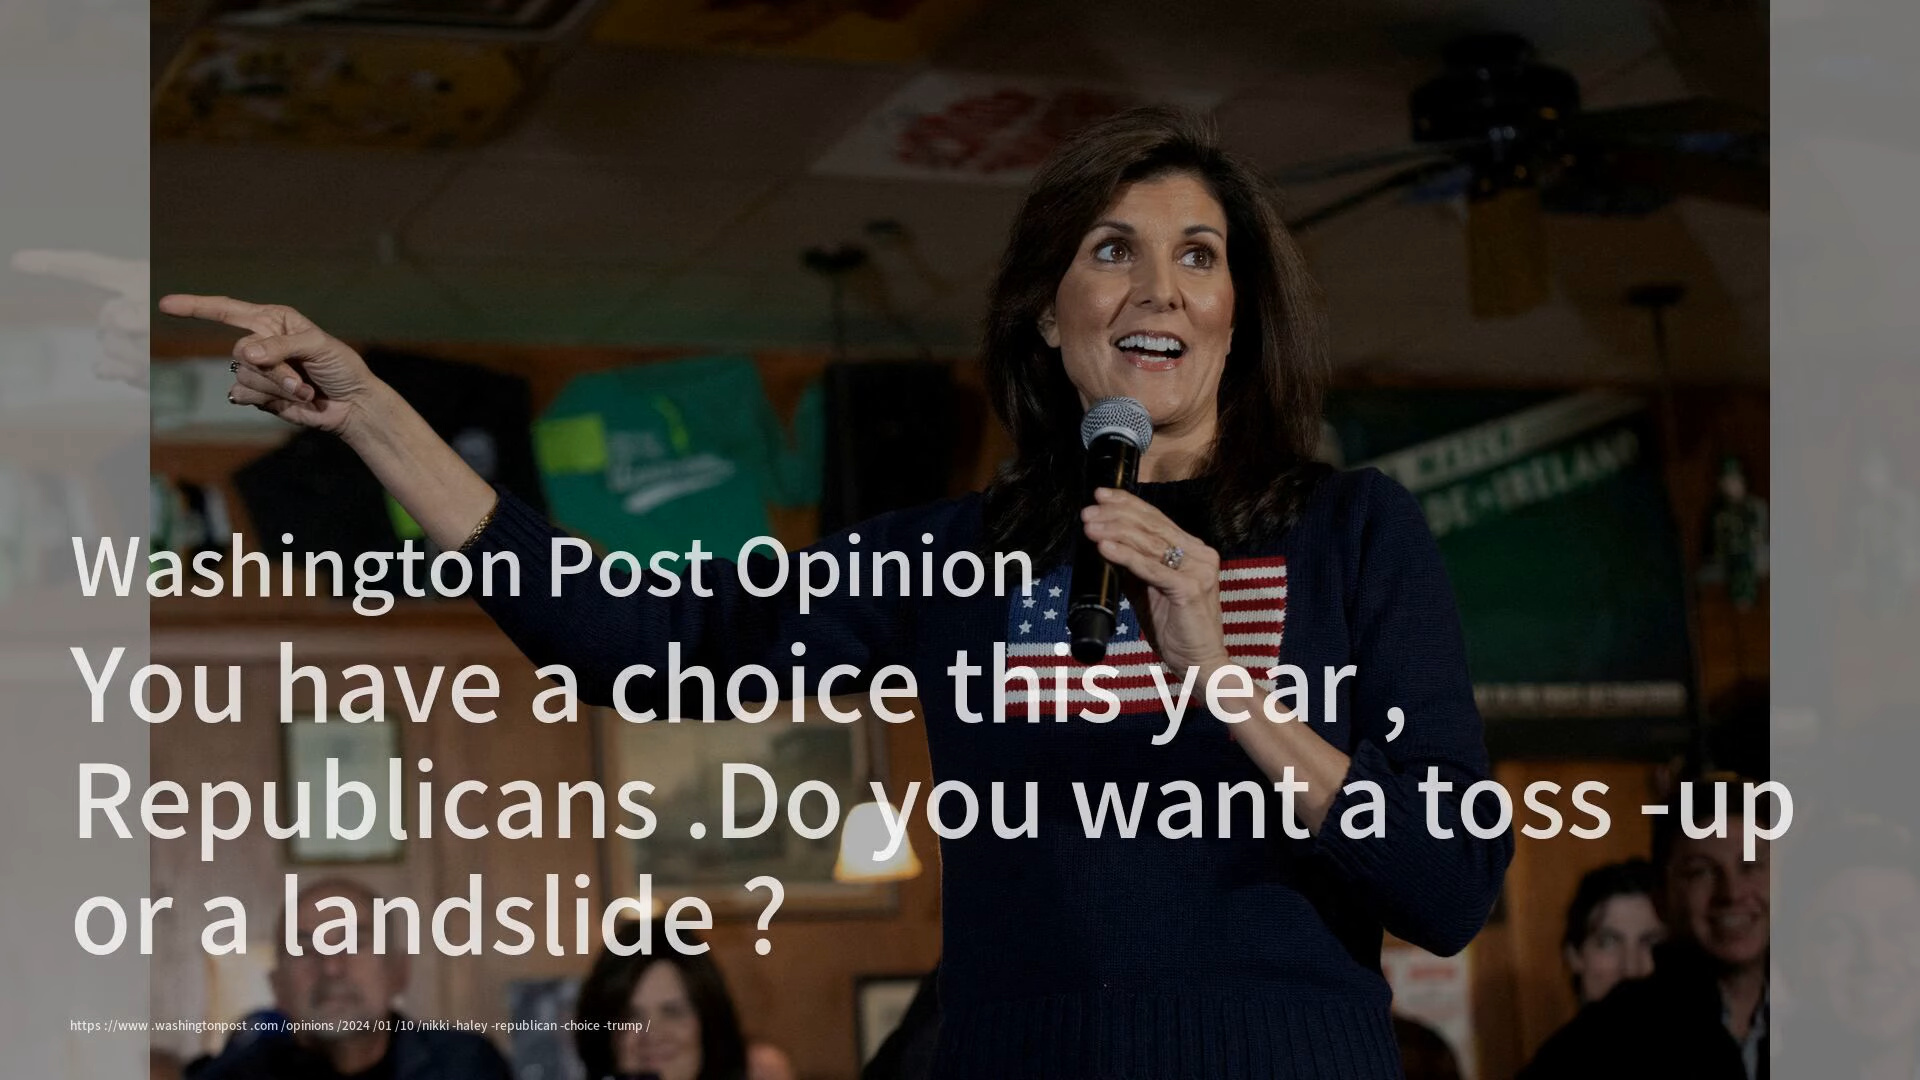 Washington Post Opinion
You have a choice this year ,
Republicans .Do you want a toss -up
or a landslide ?
https ://www .washingtonpost .com /opinions /2024 /01 /10 /nikki -haley -republican -choice -trump /